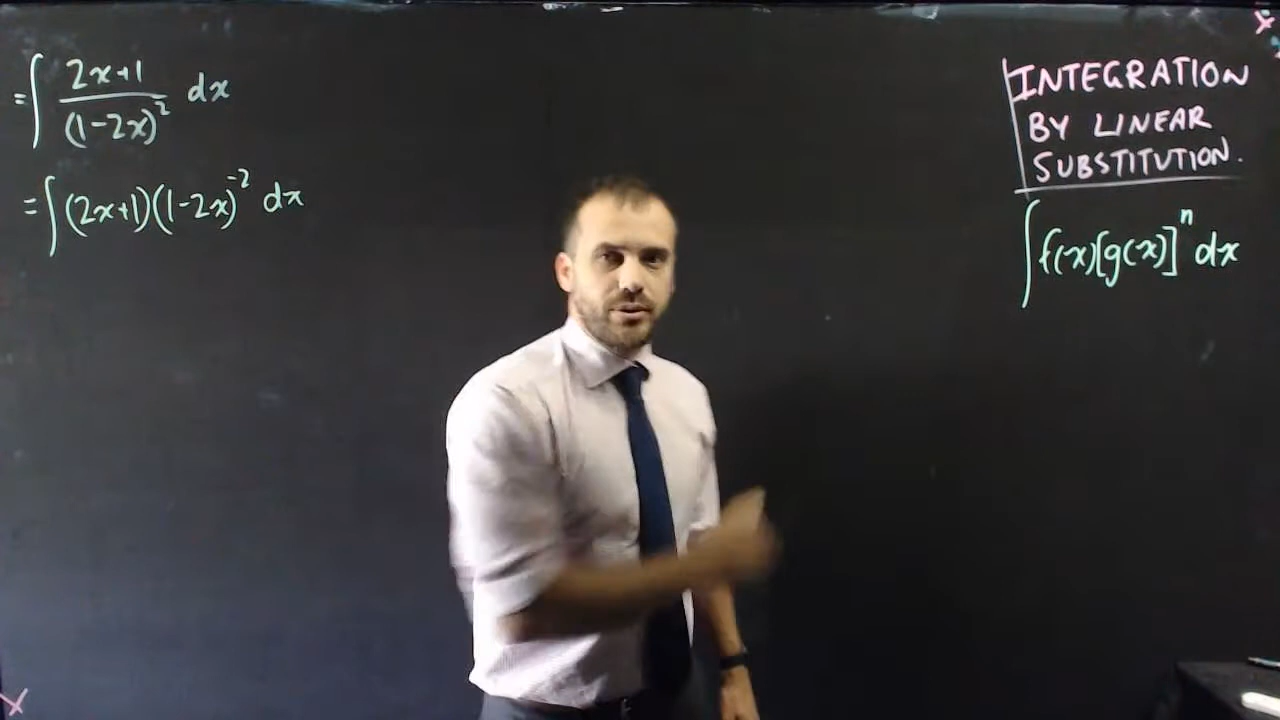 = ∫ (2x+1)/(1-2x)² dx
= ∫ (2x+1)(1-2x)⁻² dx
INTEGRATION
BY LINEAR
SUBSTITUTION.
∫ f(x)[g(x)]ⁿ dx